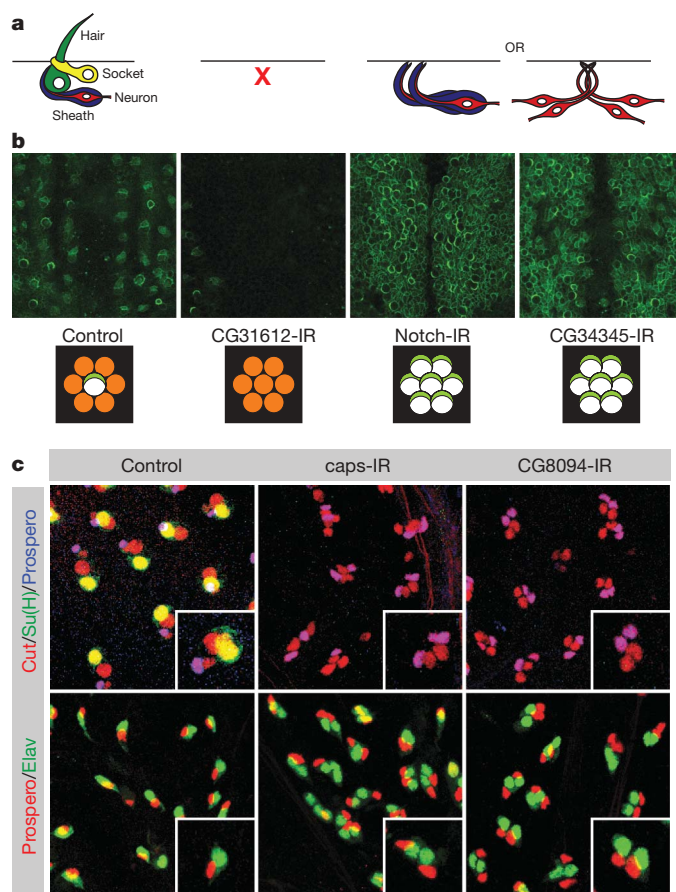 a
Hair
OR
Socket
X
Neuron
Sheath
b
Control
CG31612-IR
Notch-IR
CG34345-IR
c
Control
caps-IR
CG8094-IR
Cut/Su(H)/Prospero
Prospero/Elav